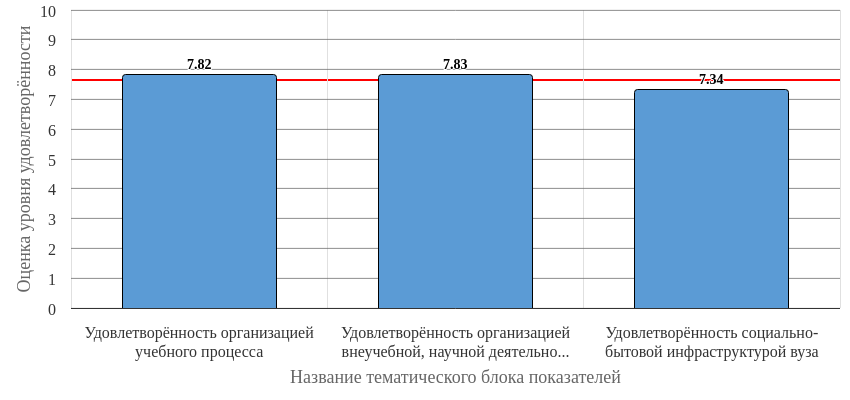 Оценка уровня удовлетворённости
10
9
8
7
6
5
4
3
2
1
0
7.82
7.83
7.34
Удовлетворённость организацией
учебного процесса
Удовлетворённость организацией
внеучебной, научной деятельно...
Удовлетворённость социально-
бытовой инфраструктурой вуза
Название тематического блока показателей